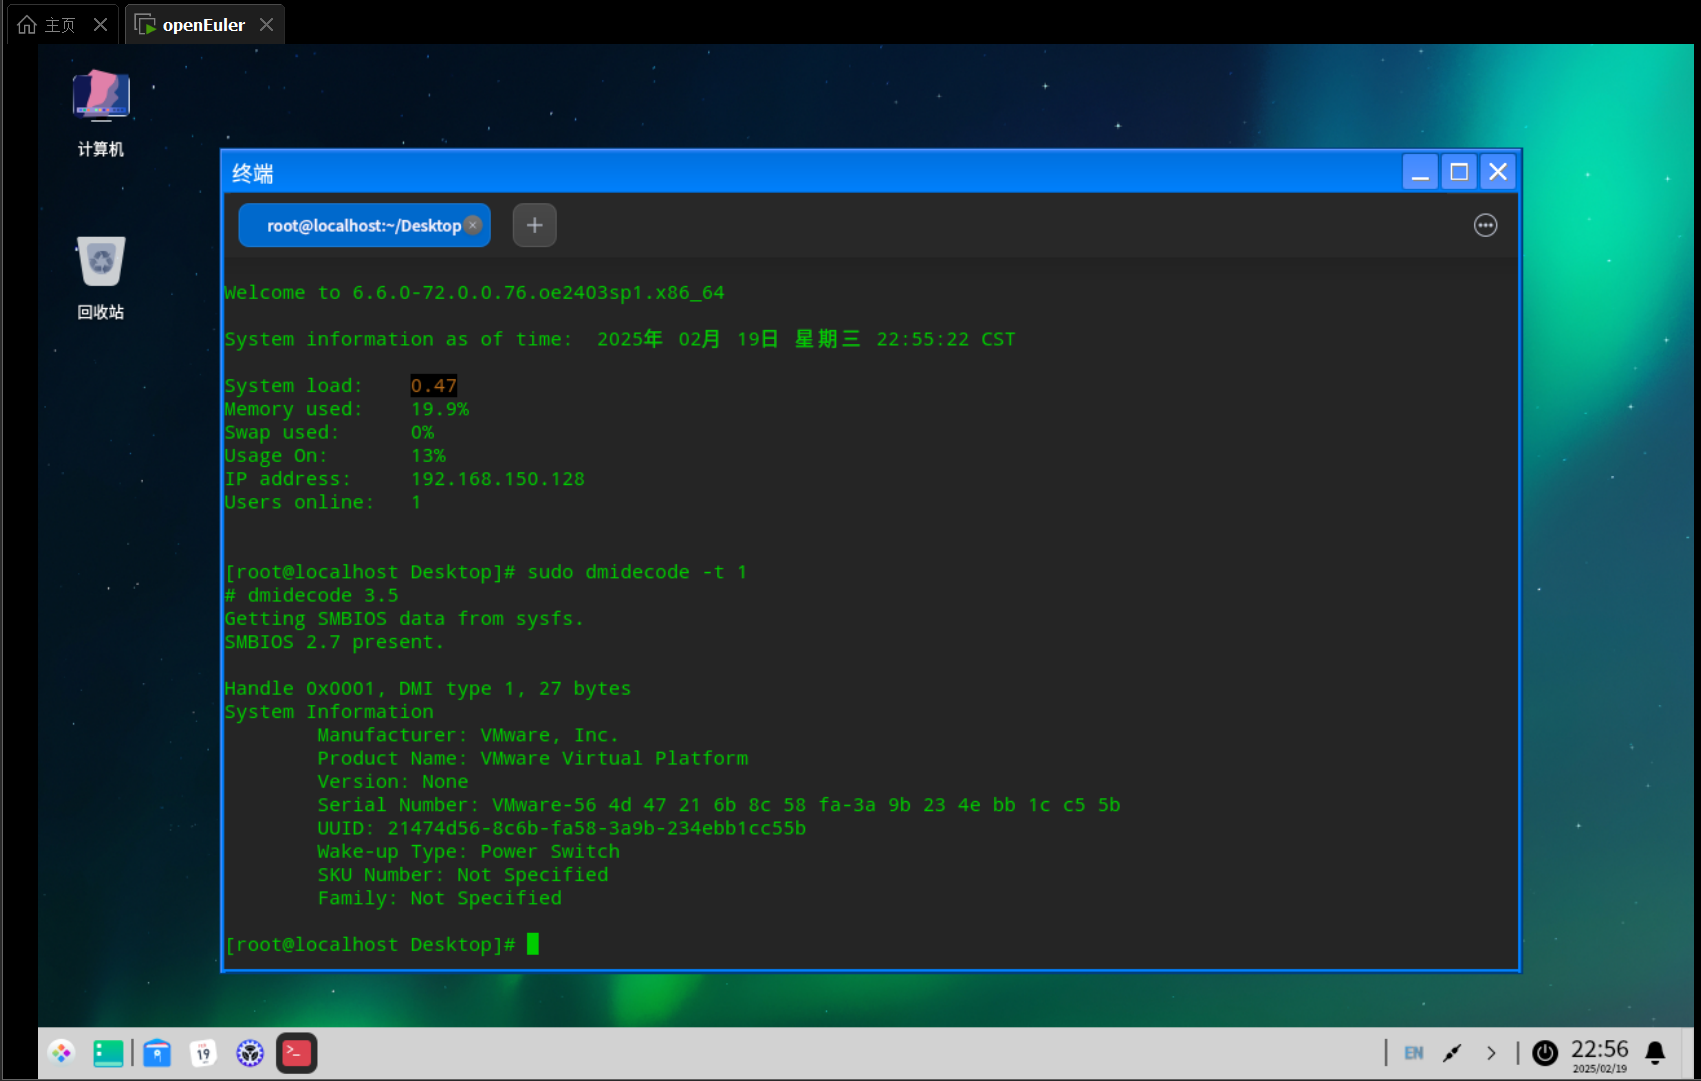 主页
openEuler
计算机
回收站
终端
root@localhost:~/Desktop
Welcome to 6.6.0-72.0.0.76.oe2403sp1.x86_64
System information as of time:  2025年 02月 19日 星期三 22:55:22 CST
System load:    0.47
Memory used:    19.9%
Swap used:      0%
Usage On:       13%
IP address:     192.168.150.128
Users online:   1
[root@localhost Desktop]# sudo dmidecode -t 1
# dmidecode 3.5
Getting SMBIOS data from sysfs.
SMBIOS 2.7 present.
Handle 0x0001, DMI type 1, 27 bytes
System Information
Manufacturer: VMware, Inc.
Product Name: VMware Virtual Platform
Version: None
Serial Number: VMware-56 4d 47 21 6b 8c 58 fa-3a 9b 23 4e bb 1c c5 5b
UUID: 21474d56-8c6b-fa58-3a9b-234ebb1cc55b
Wake-up Type: Power Switch
SKU Number: Not Specified
Family: Not Specified
[root@localhost Desktop]#
19
EN
22:56
2025/02/19